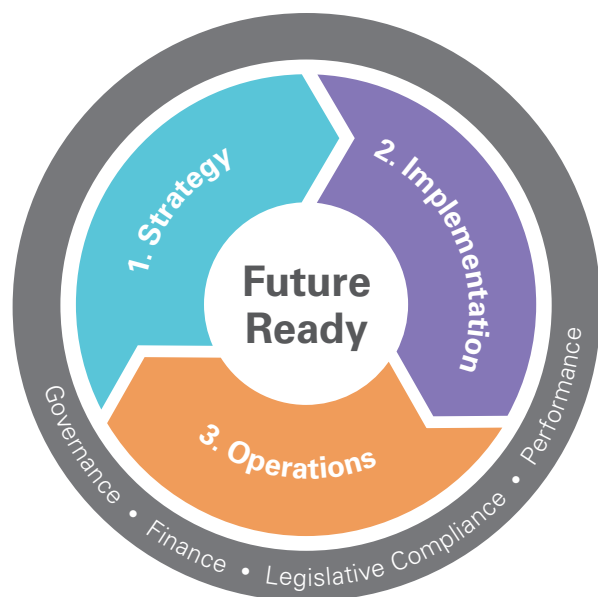 1. Strategy
2. Implementation
3. Operations
Future
Ready
Governance • Finance • Legislative Compliance • Performance